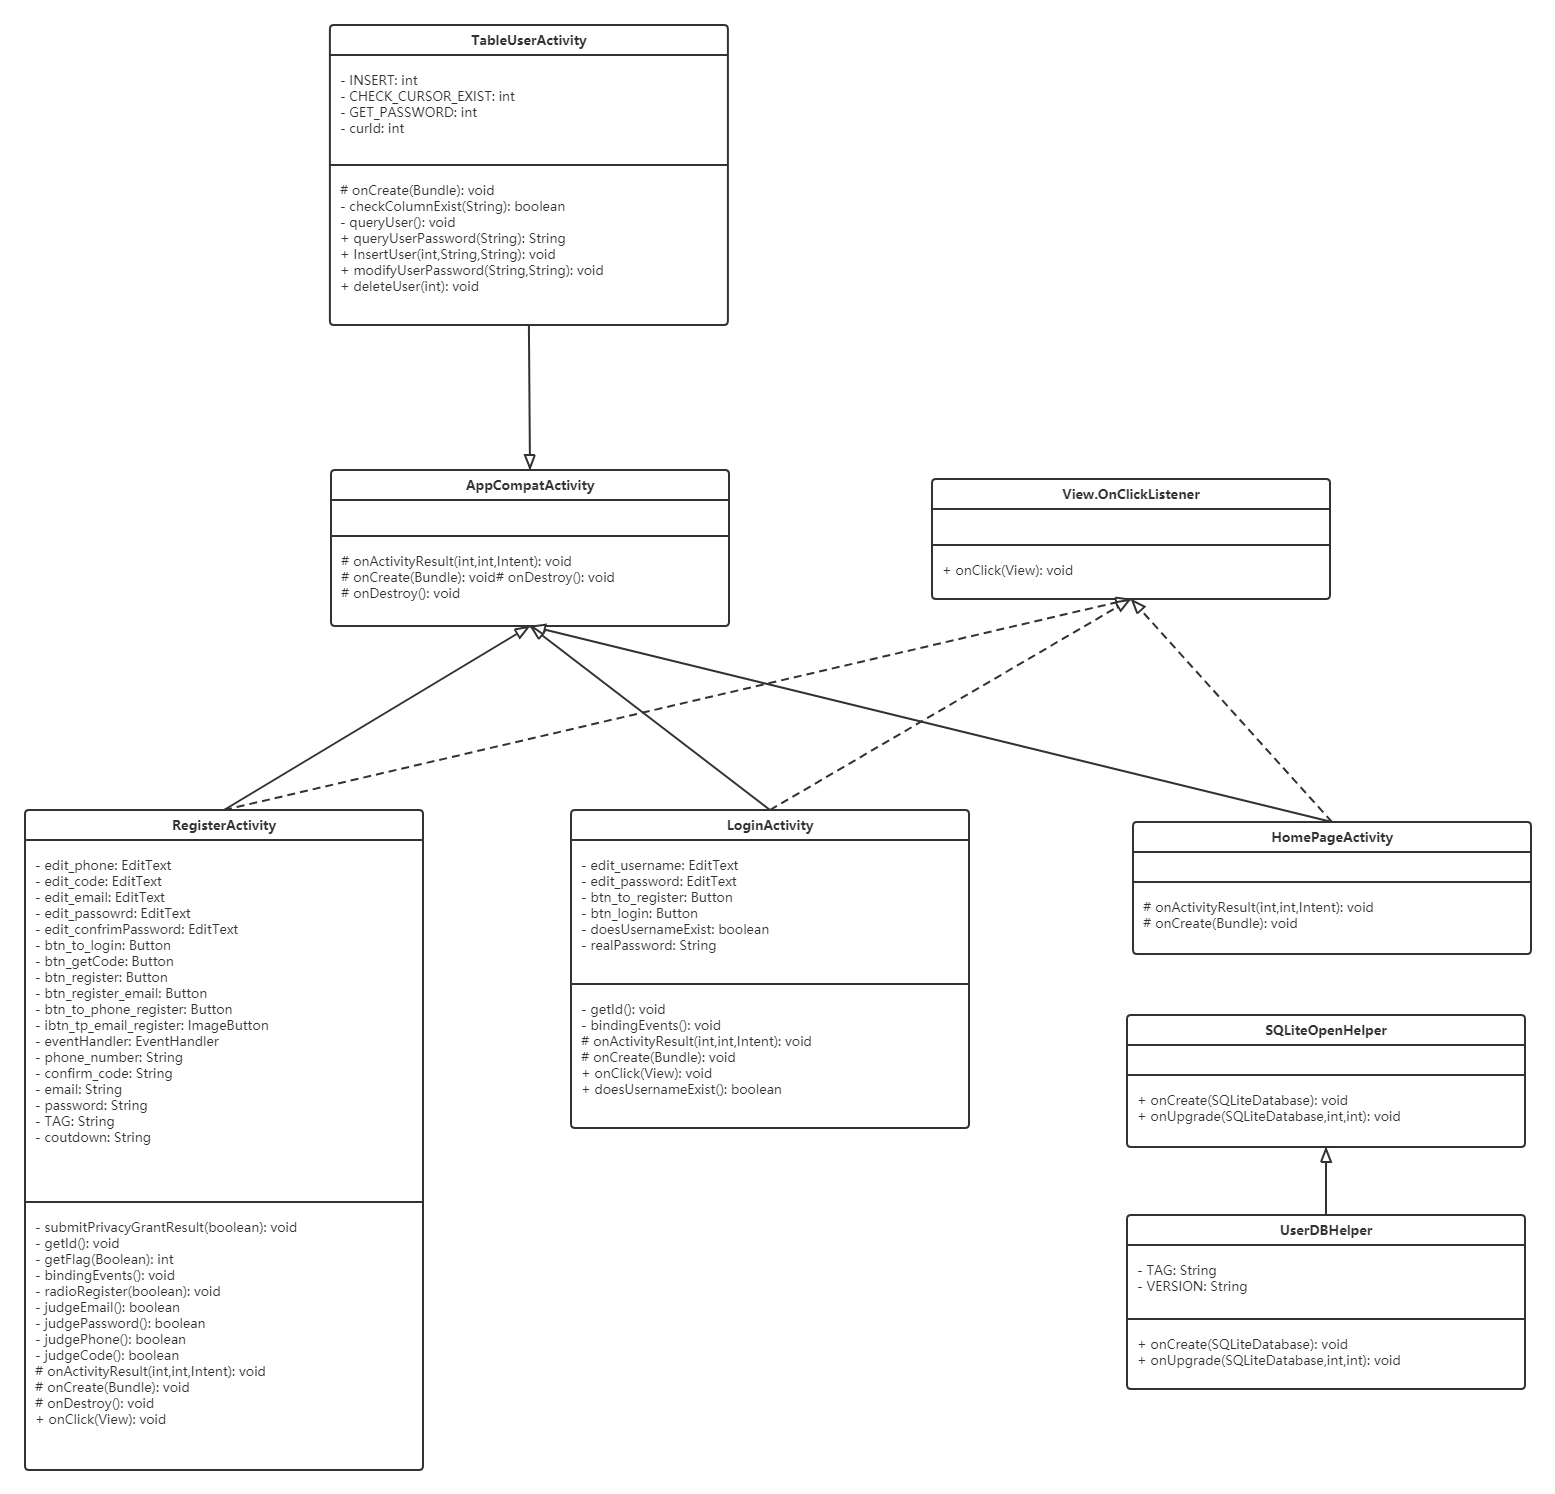 TableUserActivity
- INSERT: int
- CHECK_CURSOR_EXIST: int
- GET_PASSWORD: int
- curId: int
# onCreate(Bundle): void
- checkColumnExist(String): boolean
- queryUser(): void
+ queryUserPassword(String): String
+ InsertUser(int,String,String): void
+ modifyUserPassword(String,String): void
+ deleteUser(int): void
AppCompatActivity
# onActivityResult(int,int,Intent): void
# onCreate(Bundle): void# onDestroy(): void
# onDestroy(): void
View.OnClickListener
+ onClick(View): void
RegisterActivity
- edit_phone: EditText
- edit_code: EditText
- edit_email: EditText
- edit_passowrd: EditText
- edit_confrimPassword: EditText
- btn_to_login: Button
- btn_getCode: Button
- btn_register: Button
- btn_register_email: Button
- btn_to_phone_register: Button
- ibtn_tp_email_register: ImageButton
- eventHandler: EventHandler
- phone_number: String
- confirm_code: String
- email: String
- password: String
- TAG: String
- coutdown: String
- submitPrivacyGrantResult(boolean): void
- getId(): void
- getFlag(Boolean): int
- bindingEvents(): void
- radioRegister(boolean): void
- judgeEmail(): boolean
- judgePassword(): boolean
- judgePhone(): boolean
- judgeCode(): boolean
# onActivityResult(int,int,Intent): void
# onCreate(Bundle): void
# onDestroy(): void
+ onClick(View): void
LoginActivity
- edit_username: EditText
- edit_password: EditText
- btn_to_register: Button
- btn_login: Button
- doesUsernameExist: boolean
- realPassword: String
- getId(): void
- bindingEvents(): void
# onActivityResult(int,int,Intent): void
# onCreate(Bundle): void
+ onClick(View): void
+ doesUsernameExist(): boolean
HomePageActivity
# onActivityResult(int,int,Intent): void
# onCreate(Bundle): void
SQLiteOpenHelper
+ onCreate(SQLiteDatabase): void
+ onUpgrade(SQLiteDatabase,int,int): void
UserDBHelper
- TAG: String
- VERSION: String
+ onCreate(SQLiteDatabase): void
+ onUpgrade(SQLiteDatabase,int,int): void